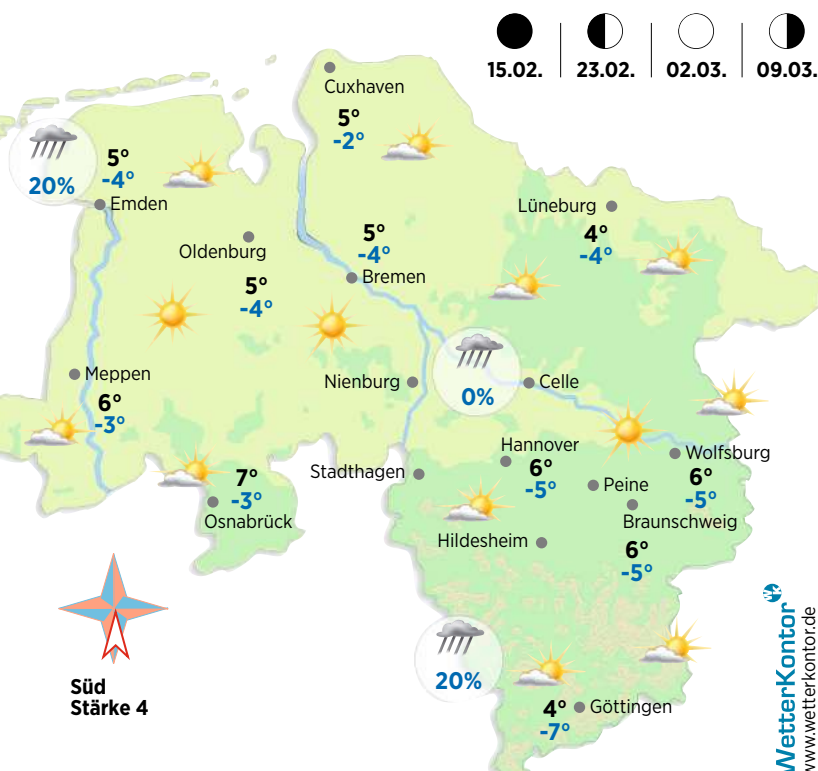 15.02.
23.02.
02.03.
09.03.
Cuxhaven
5°
-2°
20%
5°
-4°
Emden
Lüneburg
4°
-4°
Oldenburg
5°
-4°
5°
-4°
Bremen
Meppen
6°
-3°
Nienburg
0%
Celle
7°
-3°
Osnabrück
Stadthagen
Hannover
6°
-5°
Peine
Wolfsburg
6°
-5°
Braunschweig
6°
-5°
Hildesheim
Süd
Stärke 4
20%
4°
-7°
Göttingen
WetterKontor
www.wetterkontor.de